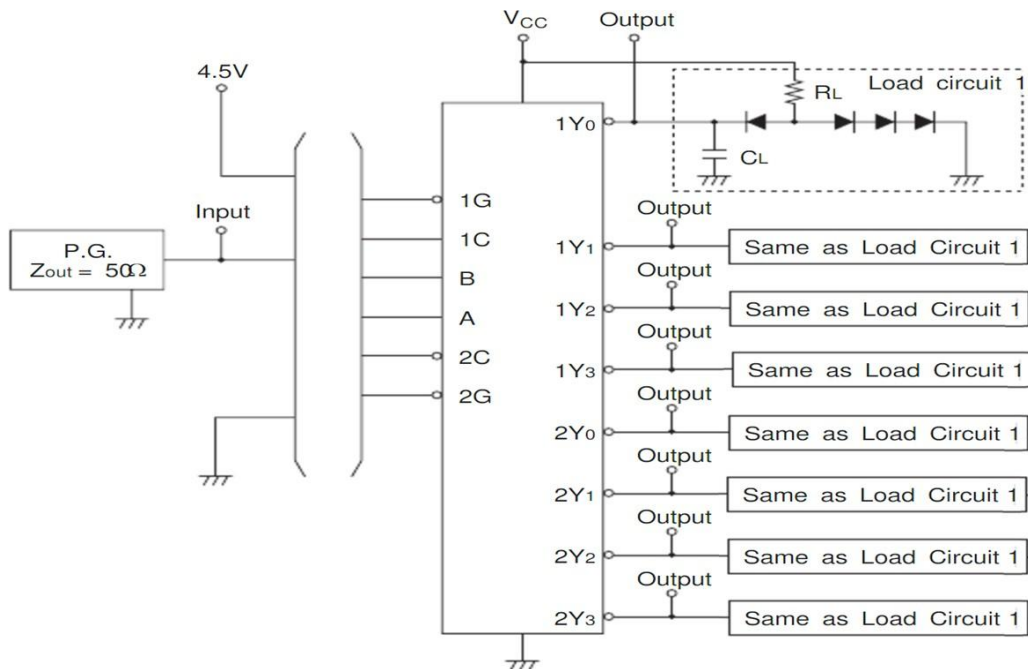 VCC
Output
4.5V
Load circuit 1
RL
1Y0
CL
1G
Input
1C
P.G.
Zout = 50Ω
B
A
2C
2G
Output
1Y1
Same as Load Circuit 1
Output
1Y2
Same as Load Circuit 1
Output
1Y3
Same as Load Circuit 1
Output
2Y0
Same as Load Circuit 1
Output
2Y1
Same as Load Circuit 1
Output
2Y2
Same as Load Circuit 1
Output
2Y3
Same as Load Circuit 1